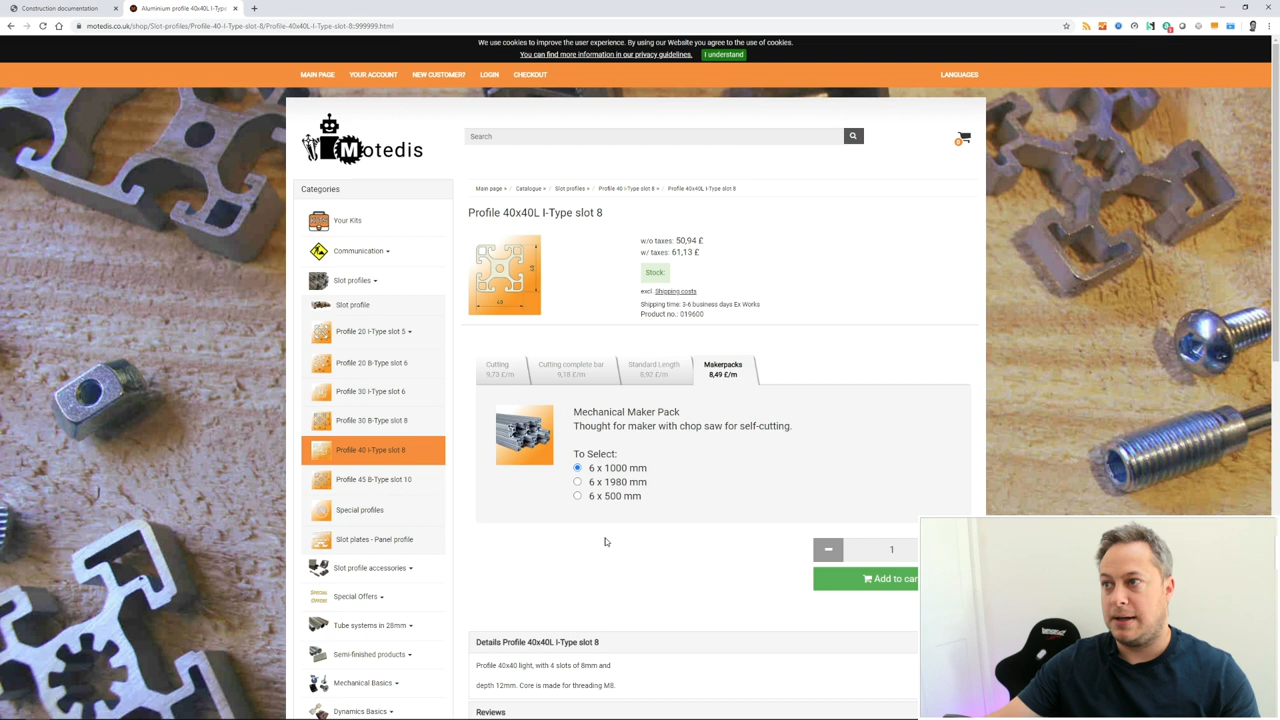 Construction documentation
Aluminium profile 40x40L I-Typ
motedis.co.uk/shop/Slot-profiles/Profile-40-I-Type-slot-8/Profile-40x40L-I-Type-slot-8::999999.html
We use cookies to improve the user experience. By using our Website you agree to the use of cookies.
You can find more information in our privacy guidelines. I understand
MAIN PAGE YOUR ACCOUNT NEW CUSTOMER? LOGIN CHECKOUT LANGUAGES
Motedis
Search
0
Categories
Your Kits
Communication
Slot profiles
Slot profile
Profile 20 I-Type slot 5
Profile 20 B-Type slot 6
Profile 30 I-Type slot 6
Profile 30 B-Type slot 8
Profile 40 I-Type slot 8
Profile 45 B-Type slot 10
Special profiles
Slot plates - Panel profile
Slot profile accessories
Special Offers
Tube systems in 28mm
Semi-finished products
Mechanical Basics
Dynamics Basics
Main page » / Catalogue » / Slot profiles » / Profile 40 I-Type slot 8 » / Profile 40x40L I-Type slot 8
Profile 40x40L I-Type slot 8
40
40
w/o taxes: 50,94 £
w/ taxes: 61,13 £
Stock:
excl. Shipping costs
Shipping time: 3-6 business days Ex Works
Product no.: 019600
Cutting Cutting complete bar Standard Length Makerpacks
9,73 £/m 9,18 £/m 8,92 £/m 8,49 £/m
Mechanical Maker Pack
Thought for maker with chop saw for self-cutting.
To Select:
6 x 1000 mm
6 x 1980 mm
6 x 500 mm
1
Add to car
Details Profile 40x40L I-Type slot 8
Profile 40x40 light, with 4 slots of 8mm and
depth 12mm. Core is made for threading M8.
Reviews